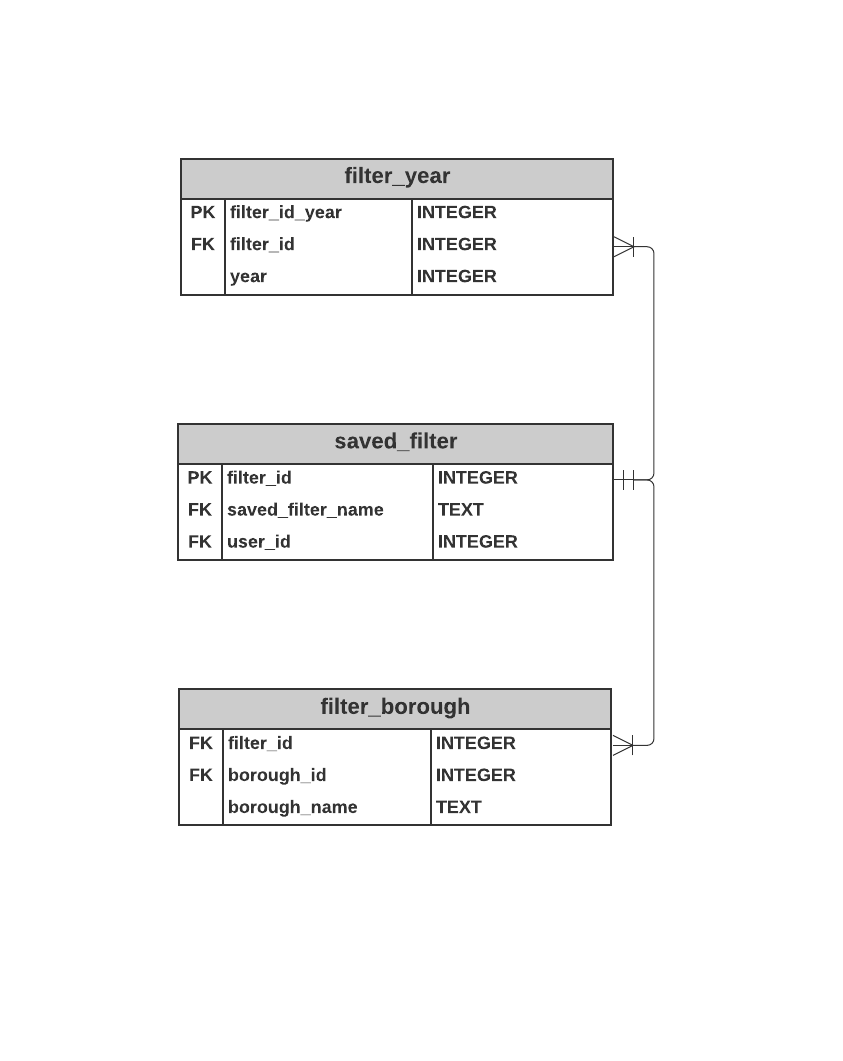 filter_year
PK filter_id_year INTEGER
FK filter_id INTEGER
year INTEGER
saved_filter
PK filter_id INTEGER
FK saved_filter_name TEXT
FK user_id INTEGER
filter_borough
FK filter_id INTEGER
FK borough_id INTEGER
borough_name TEXT